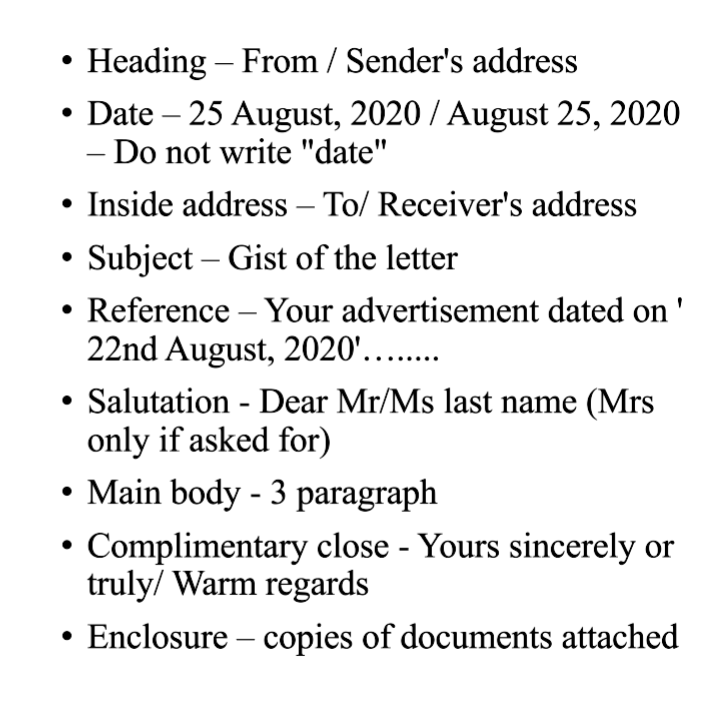 • Heading – From / Sender's address
• Date – 25 August, 2020 / August 25, 2020
– Do not write "date"
• Inside address – To/ Receiver's address
• Subject – Gist of the letter
• Reference – Your advertisement dated on '
22nd August, 2020'........
• Salutation - Dear Mr/Ms last name (Mrs
only if asked for)
• Main body - 3 paragraph
• Complimentary close - Yours sincerely or
truly/ Warm regards
• Enclosure – copies of documents attached